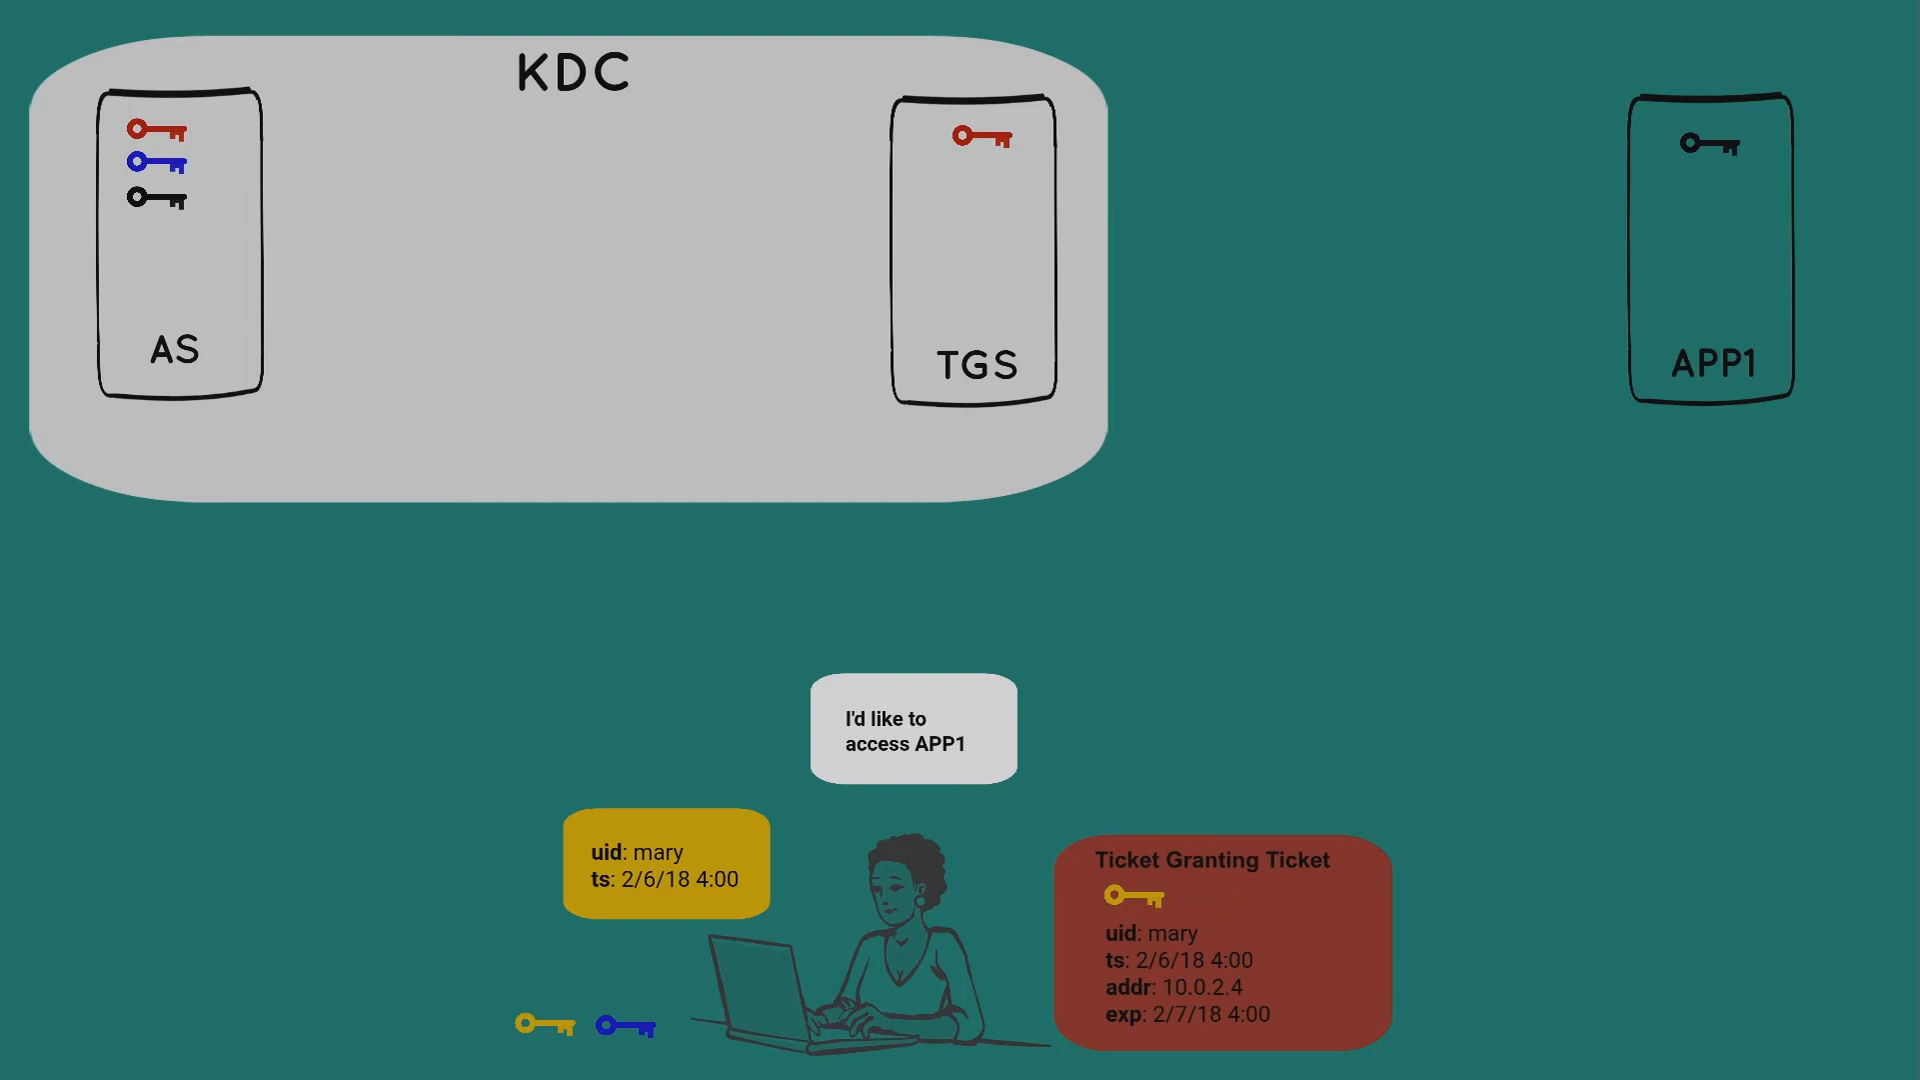 KDC
AS
TGS
APP1
I'd like to
access APP1
uid: mary
ts: 2/6/18 4:00
Ticket Granting Ticket
uid: mary
ts: 2/6/18 4:00
addr: 10.0.2.4
exp: 2/7/18 4:00